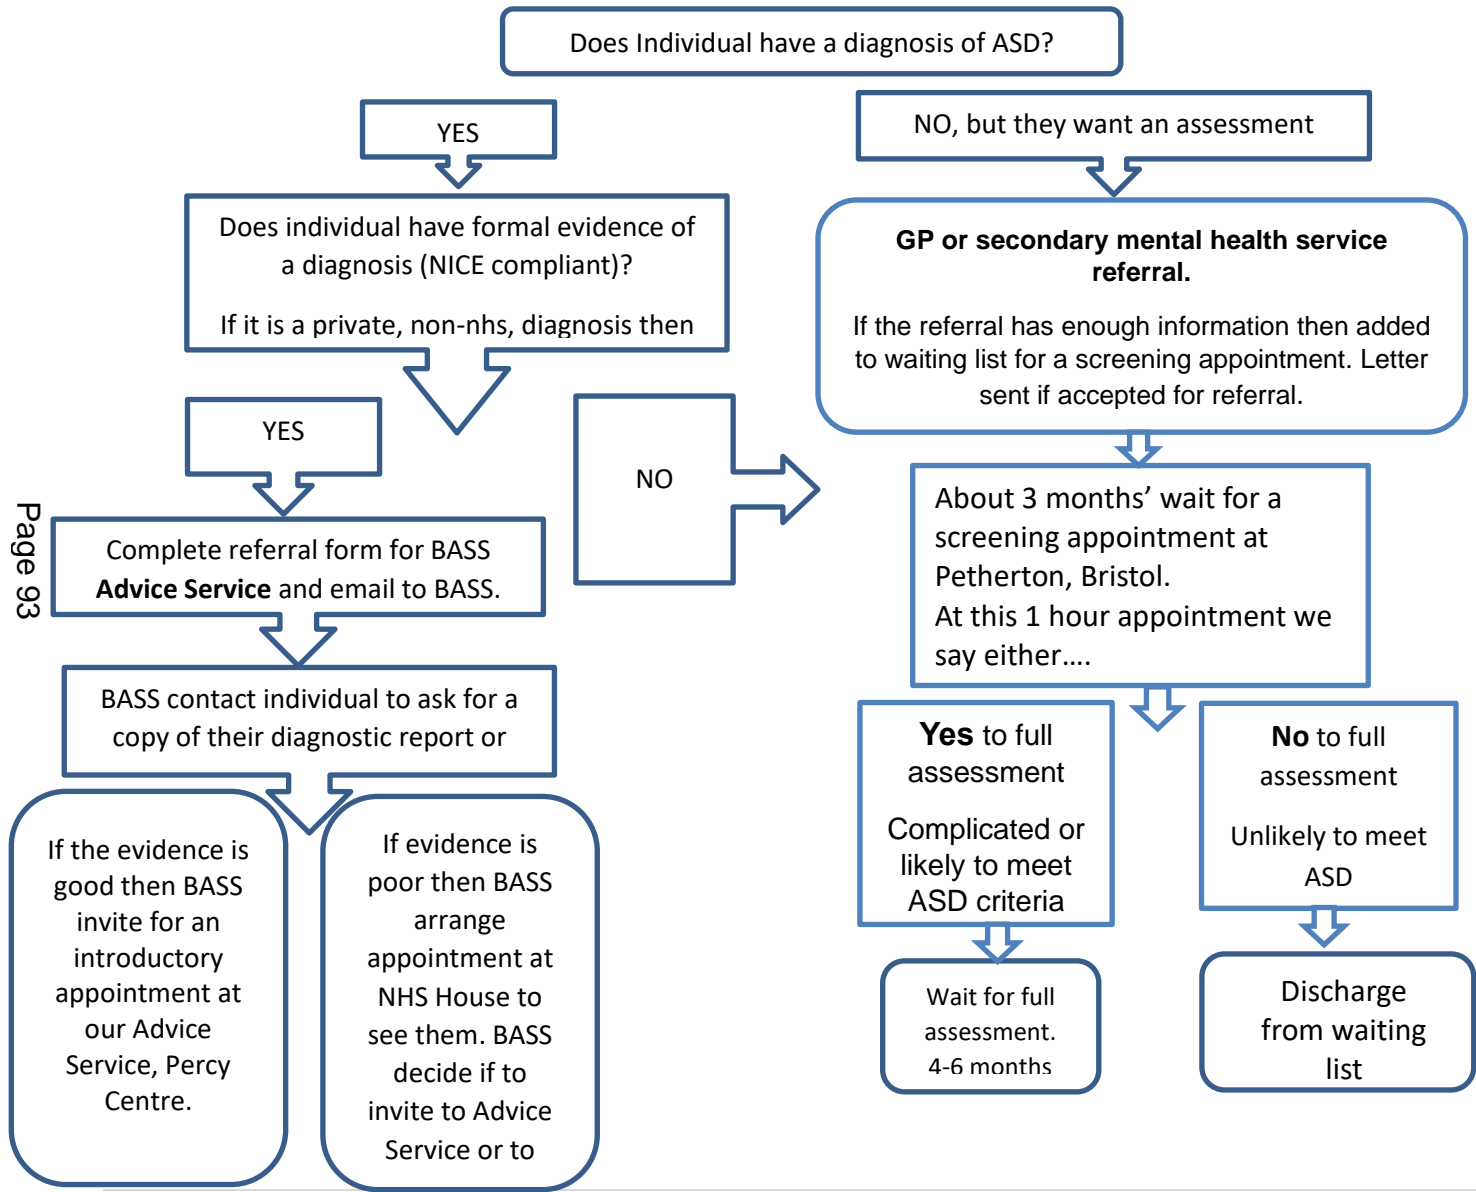 Does Individual have a diagnosis of ASD?
YES
NO, but they want an assessment
Does individual have formal evidence of
a diagnosis (NICE compliant)?
If it is a private, non-nhs, diagnosis then
GP or secondary mental health service
referral.
If the referral has enough information then added
to waiting list for a screening appointment. Letter
sent if accepted for referral.
YES
NO
About 3 months’ wait for a
screening appointment at
Petherton, Bristol.
At this 1 hour appointment we
say either….
Complete referral form for BASS
Advice Service and email to BASS.
BASS contact individual to ask for a
copy of their diagnostic report or
If the evidence is
good then BASS
invite for an
introductory
appointment at
our Advice
Service, Percy
Centre.
If evidence is
poor then BASS
arrange
appointment at
NHS House to
see them. BASS
decide if to
invite to Advice
Service or to
Yes to full
assessment
Complicated or
likely to meet
ASD criteria
No to full
assessment
Unlikely to meet
ASD
Wait for full
assessment.
4-6 months
Discharge
from waiting
list
Page 93